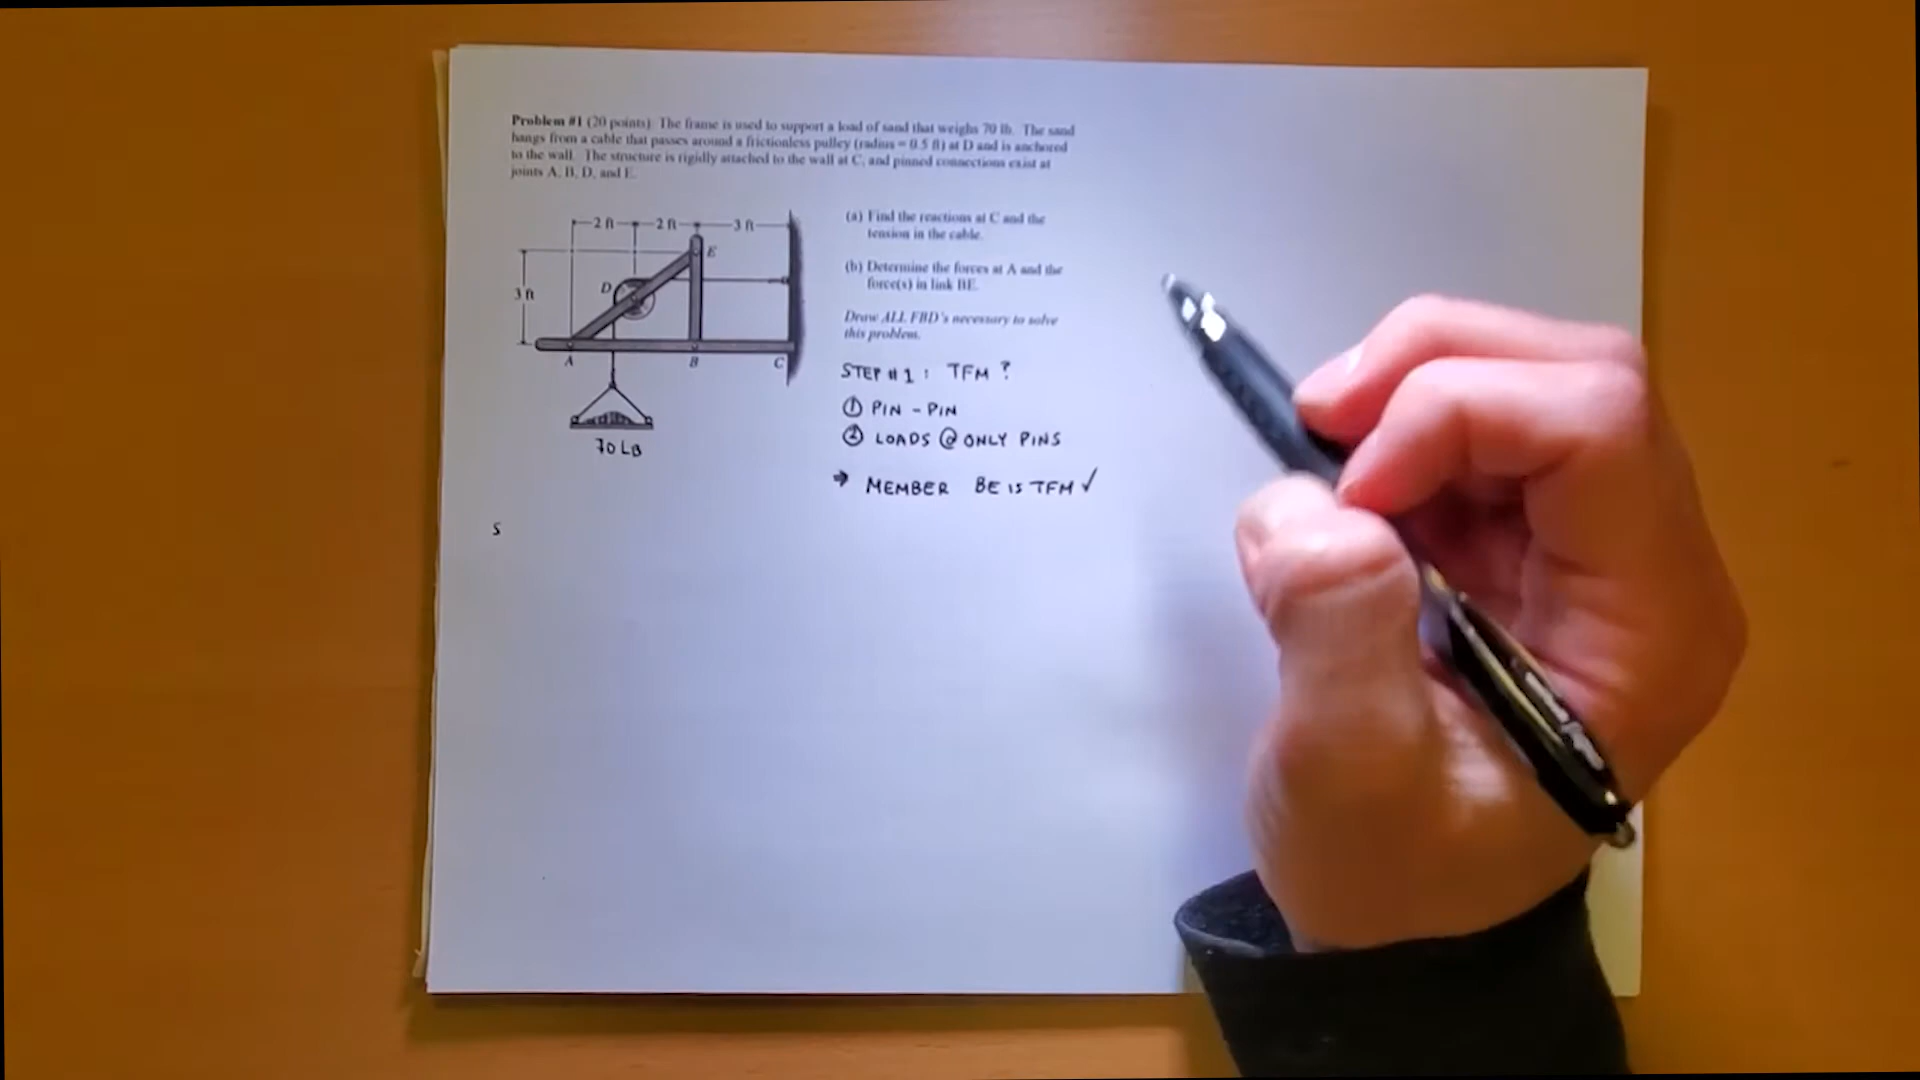 Problem #1 (20 points): The frame is used to support a load of sand that weighs 70 lb. The sand
hangs from a cable that passes around a frictionless pulley (radius = 0.5 ft) at D and is anchored
to the wall. The structure is rigidly attached to the wall at C, and pinned connections exist at
joints A, B, D, and E.
(a) Find the reactions at C and the
tension in the cable.
(b) Determine the forces at A and the
force(s) in link BE.
Draw ALL FBD's necessary to solve
this problem.
2 ft 2 ft 3 ft
E
D
3 ft
A B C
70 LB
STEP #1: TFM?
① PIN - PIN
② LOADS @ ONLY PINS
→ MEMBER BE IS TFM ✓
S